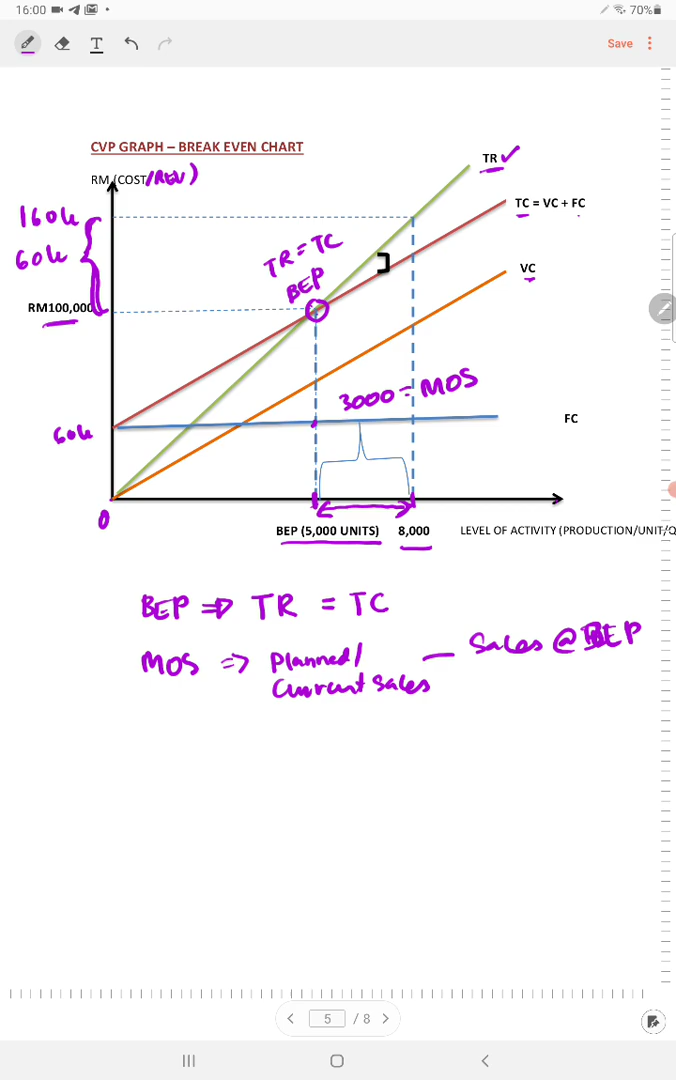 16:00
70%
T
Save
CVP GRAPH – BREAK EVEN CHART
TR
RM (COST/REV)
TC = VC + FC
160k
TR = TC
60k
BEP
VC
RM100,000
3000 = MOS
60k
FC
0
BEP (5,000 UNITS)
8,000
LEVEL OF ACTIVITY (PRODUCTION/UNIT/Q
BEP ⇒ TR = TC
MOS ⇒ Planned/ — Sales @ BEP
Current Sales
5 / 8